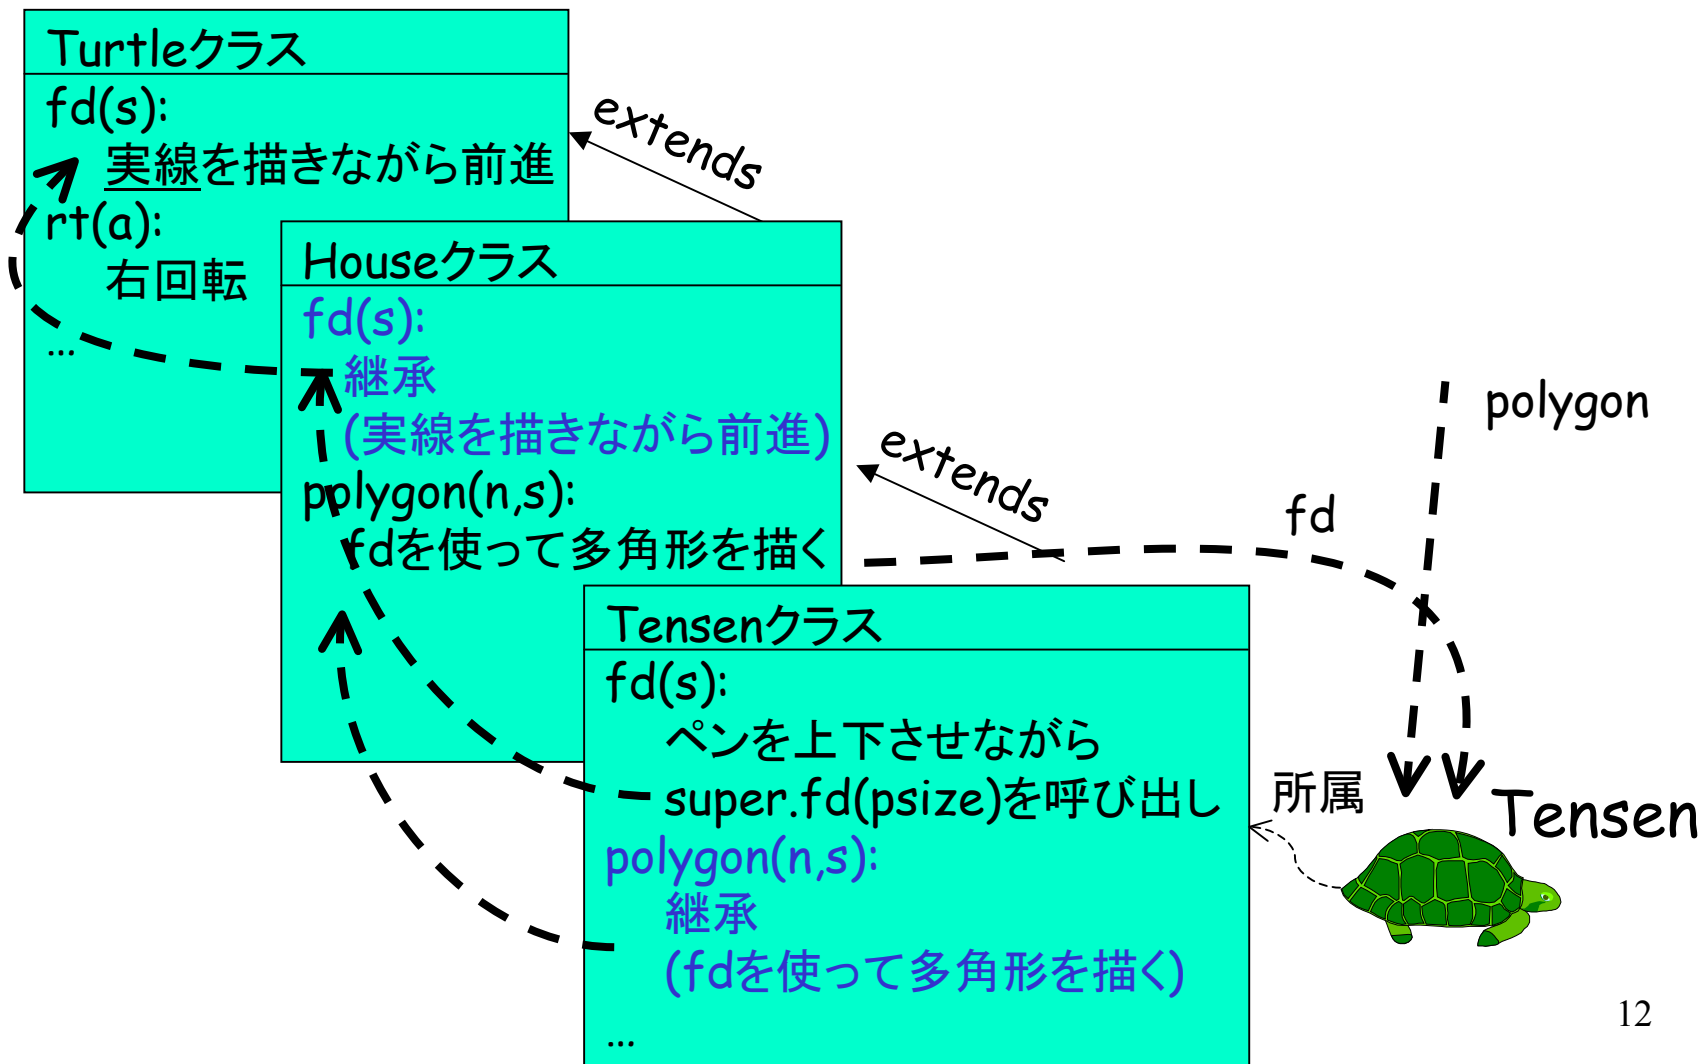 Turtleクラス
fd(s):
実線を描きながら前進
rt(a):
右回転
...
extends
Houseクラス
fd(s):
継承
(実線を描きながら前進)
polygon(n,s):
fdを使って多角形を描く
extends
Tensenクラス
fd(s):
ペンを上下させながら
super.fd(psize)を呼び出し
polygon(n,s):
継承
(fdを使って多角形を描く)
...
polygon
fd
所属
Tensen
12